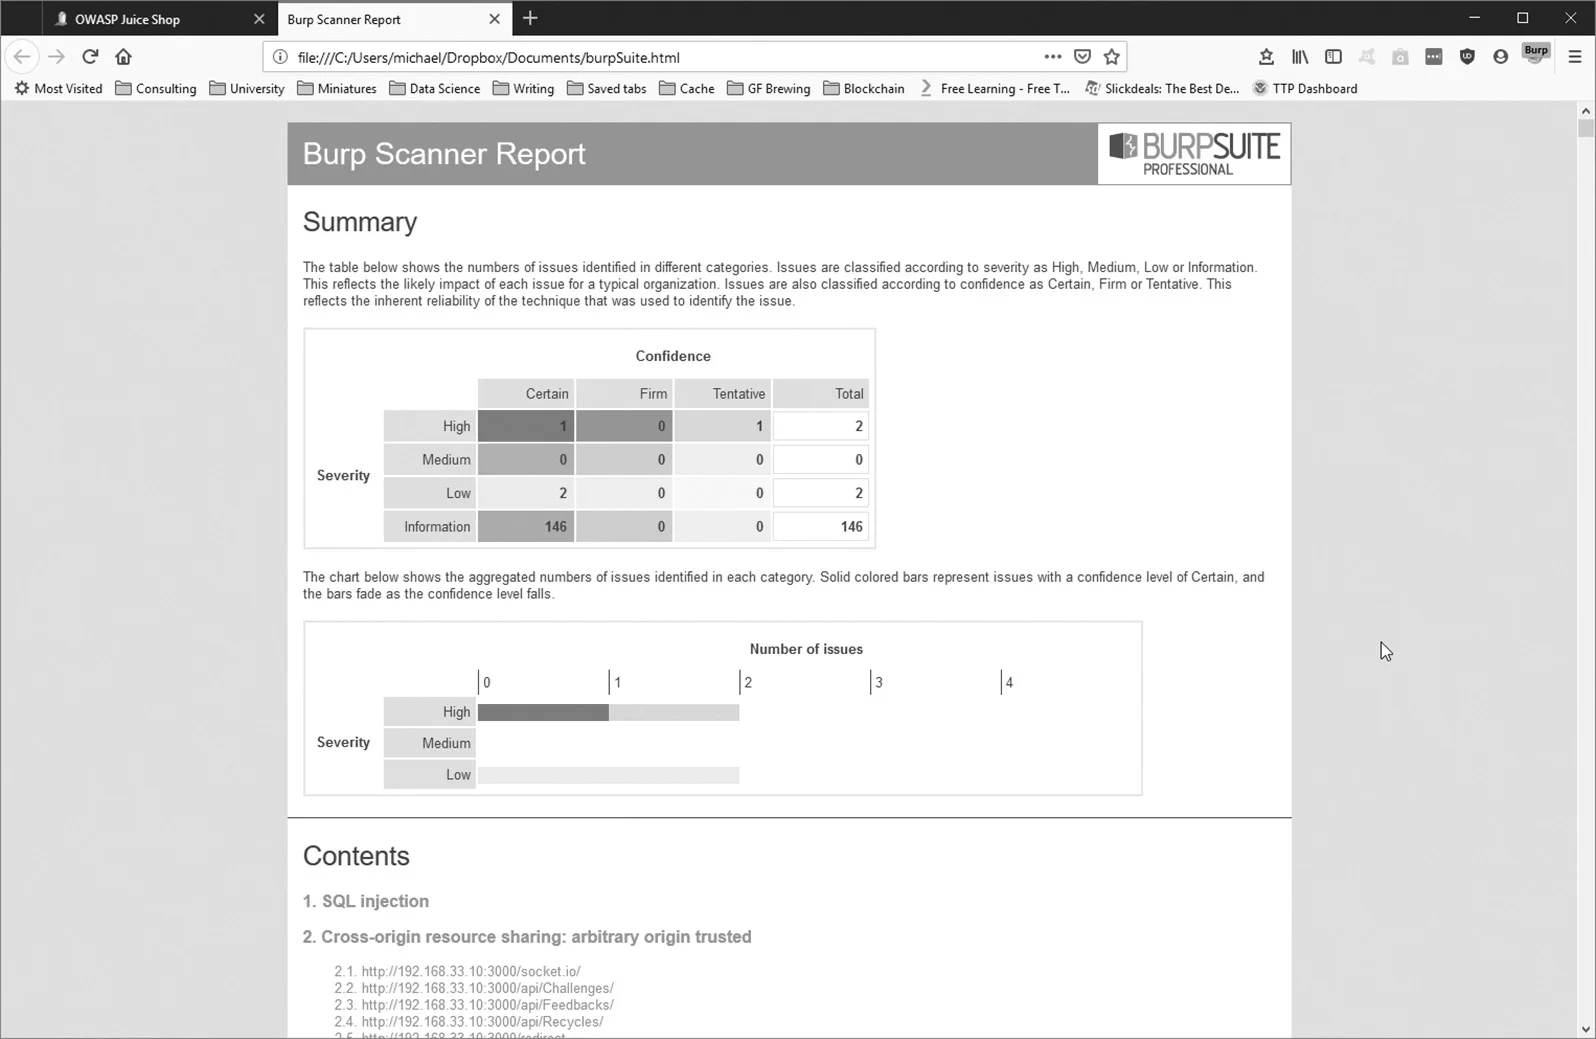 OWASP Juice Shop
Burp Scanner Report
file:///C:/Users/michael/Dropbox/Documents/burpSuite.html
Burp
Most Visited Consulting University Miniatures Data Science Writing Saved tabs Cache GF Brewing Blockchain Free Learning - Free T... Slickdeals: The Best De... TTP Dashboard
Burp Scanner Report
BURPSUITE
PROFESSIONAL
Summary
The table below shows the numbers of issues identified in different categories. Issues are classified according to severity as High, Medium, Low or Information.
This reflects the likely impact of each issue for a typical organization. Issues are also classified according to confidence as Certain, Firm or Tentative. This
reflects the inherent reliability of the technique that was used to identify the issue.
Confidence
Certain Firm Tentative Total
High 1 0 1 2
Medium 0 0 0 0
Severity
Low 2 0 0 2
Information 146 0 0 146
The chart below shows the aggregated numbers of issues identified in each category. Solid colored bars represent issues with a confidence level of Certain, and
the bars fade as the confidence level falls.
Number of issues
0 1 2 3 4
High
Severity Medium
Low
Contents
1. SQL injection
2. Cross-origin resource sharing: arbitrary origin trusted
2.1. http://192.168.33.10:3000/socket.io/
2.2. http://192.168.33.10:3000/api/Challenges/
2.3. http://192.168.33.10:3000/api/Feedbacks/
2.4. http://192.168.33.10:3000/api/Recycles/
2.5. http://192.168.33.10:3000/redirect